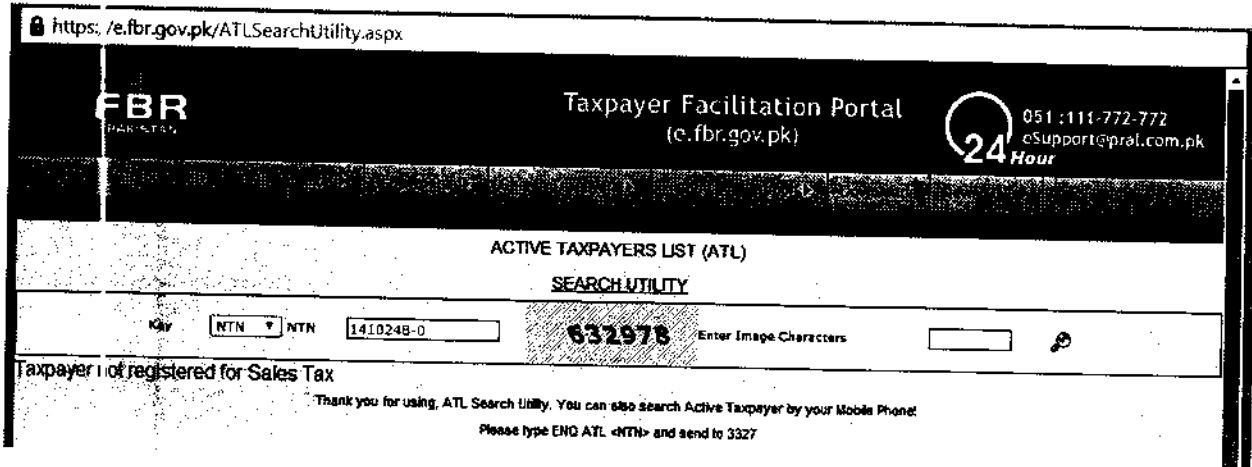 https: /e.fbr.gov.pk/ATLSearchUtility.aspx
FBR
PAKISTAN
Taxpayer Facilitation Portal
(e.fbr.gov.pk)
24 Hour
051 :111-772-772
eSupport@pral.com.pk
ACTIVE TAXPAYERS LIST (ATL)
SEARCH UTILITY
Key NTN NTN 1410248-0 632978 Enter Image Characters
Taxpayer not registered for Sales Tax
Thank you for using, ATL Search Utility. You can also search Active Taxpayer by your Mobile Phone!
Please type ENQ ATL <NTN> and send to 3327